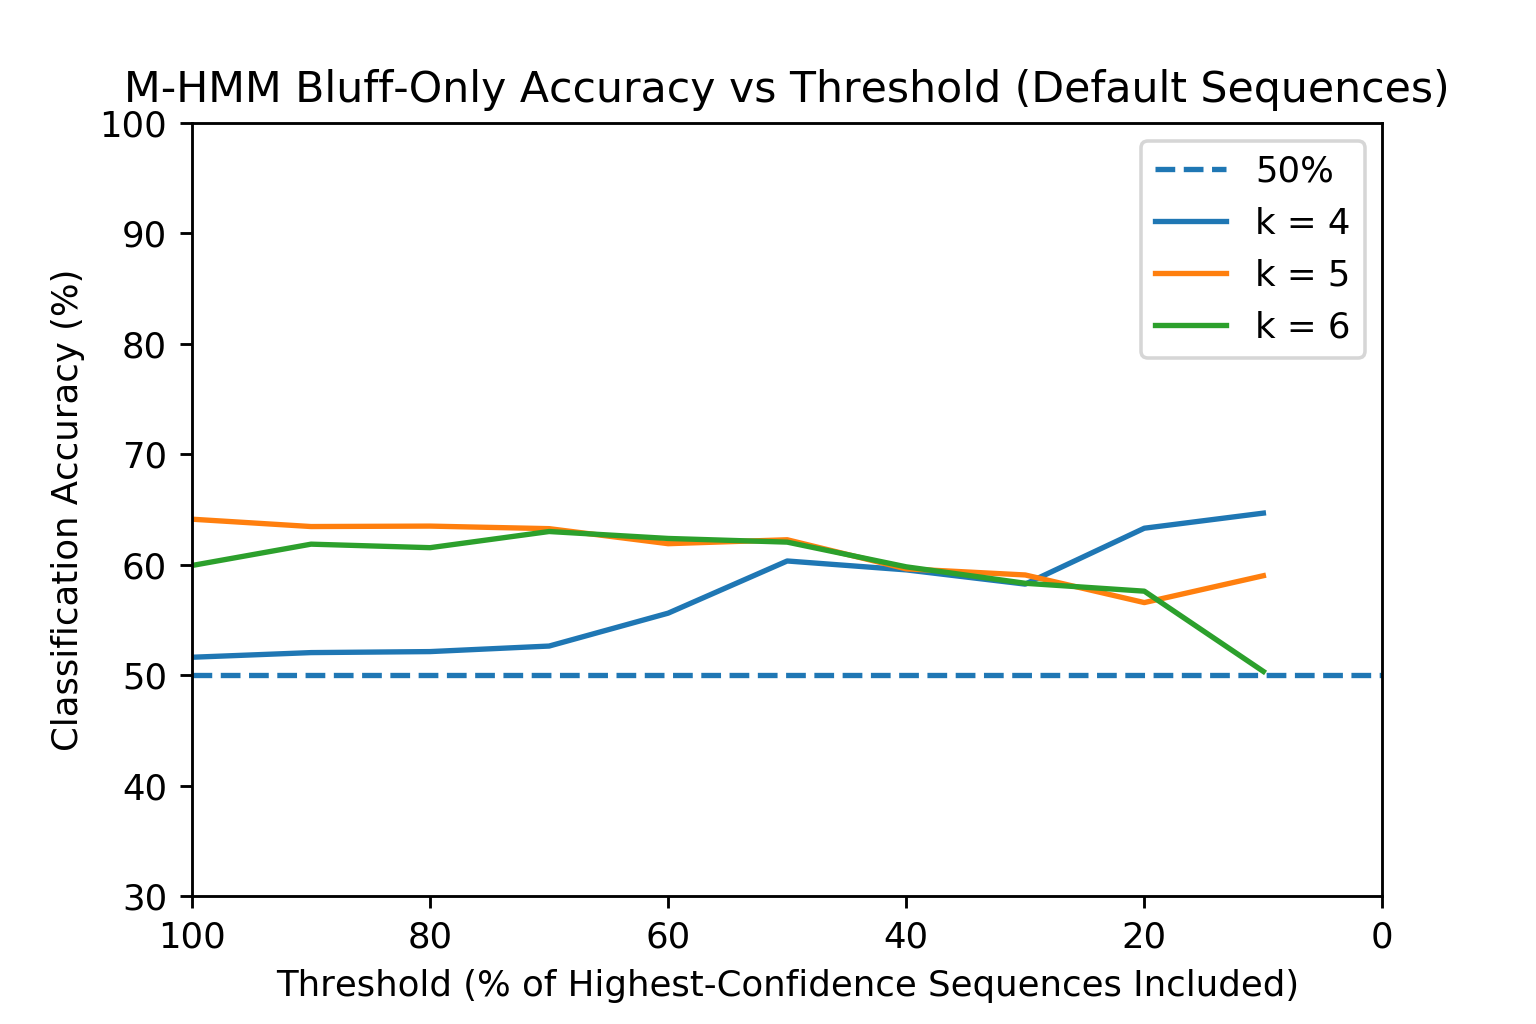 M-HMM Bluff-Only Accuracy vs Threshold (Default Sequences)
100
90
80
70
60
50
40
30
Classification Accuracy (%)
50%
k = 4
k = 5
k = 6
100 80 60 40 20 0
Threshold (% of Highest-Confidence Sequences Included)